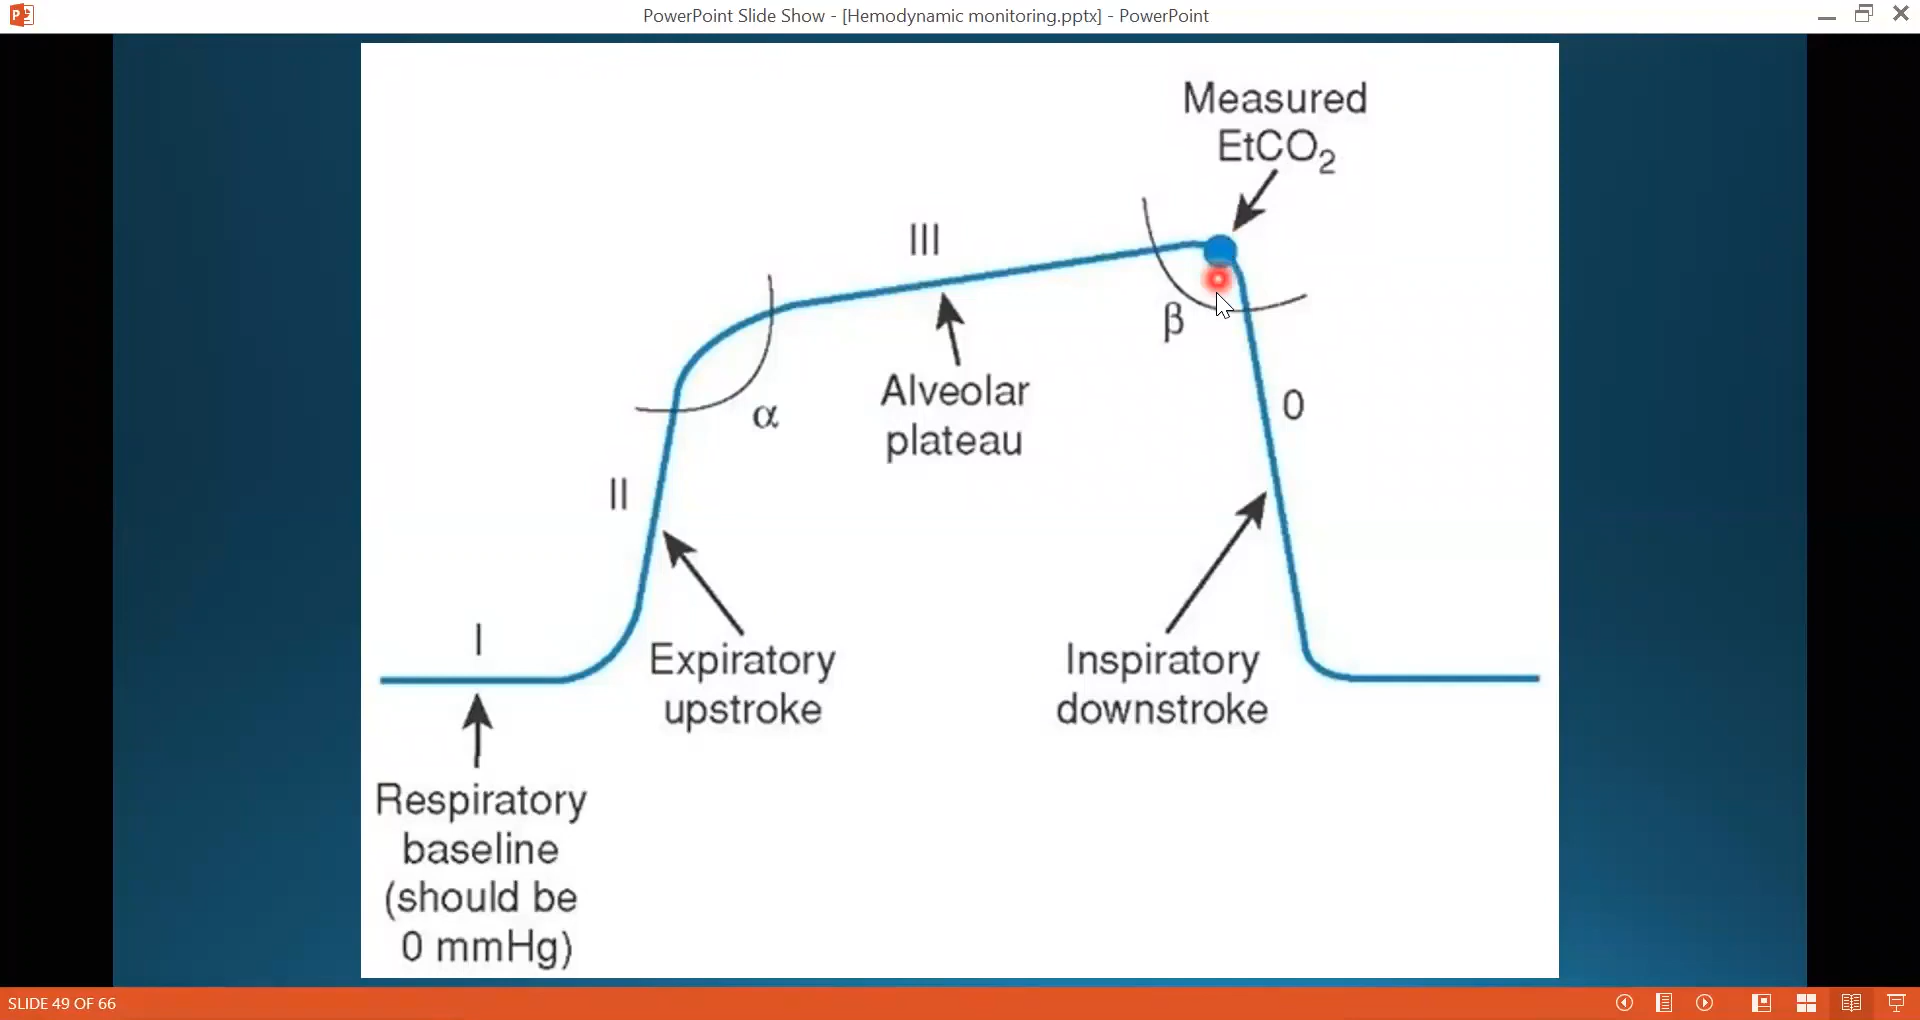 PowerPoint Slide Show - [Hemodynamic monitoring.pptx] - PowerPoint
Measured
EtCO₂
III
β
Alveolar
plateau
α
0
II
I
Expiratory
upstroke
Inspiratory
downstroke
Respiratory
baseline
(should be
0 mmHg)
SLIDE 49 OF 66